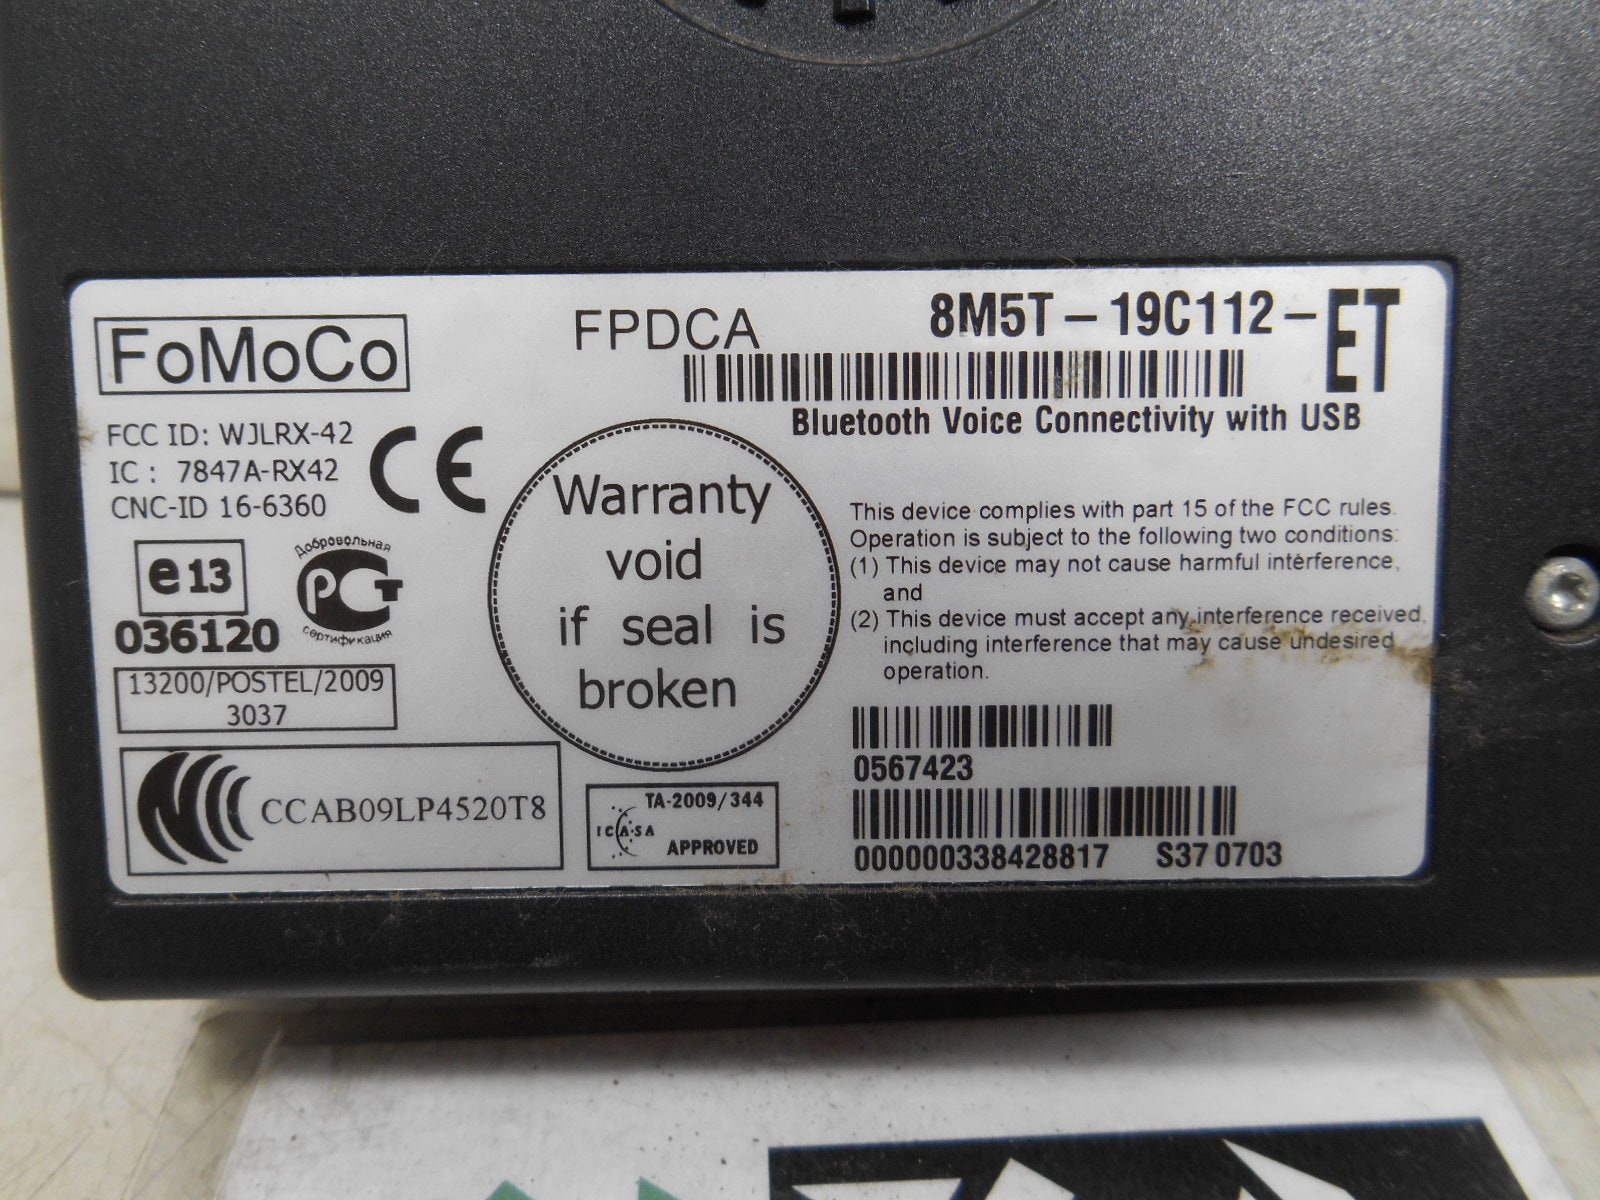 FoMoCo
FPDCA
8M5T-19C112-ET
Bluetooth Voice Connectivity with USB
FCC ID: WJLRX-42
IC : 7847A-RX42
CNC-ID 16-6360
CE
e13
036120
Добровольная
РСТ
сертификация
13200/POSTEL/2009
3037
CCAB09LP4520T8
Warranty
void
if seal is
broken
TA-2009/344
ICASA
APPROVED
This device complies with part 15 of the FCC rules.
Operation is subject to the following two conditions:
(1) This device may not cause harmful interference,
and
(2) This device must accept any interference received,
including interference that may cause undesired
operation.
0567423
000000338428817 S37 0703